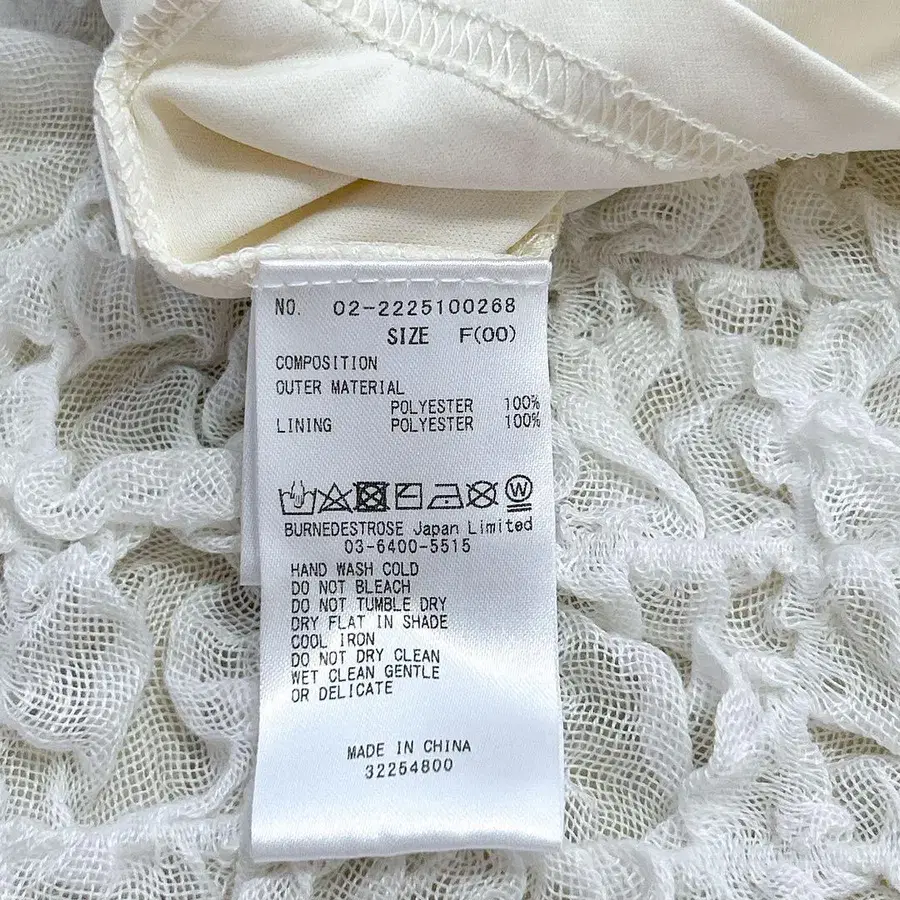 NO. 02-2225100268
SIZE F(00)
COMPOSITION
OUTER MATERIAL
POLYESTER 100%
LINING POLYESTER 100%
W
BURNEDESTROSE Japan Limited
03-6400-5515
HAND WASH COLD
DO NOT BLEACH
DO NOT TUMBLE DRY
DRY FLAT IN SHADE
COOL IRON
DO NOT DRY CLEAN
WET CLEAN GENTLE
OR DELICATE
MADE IN CHINA
32254800